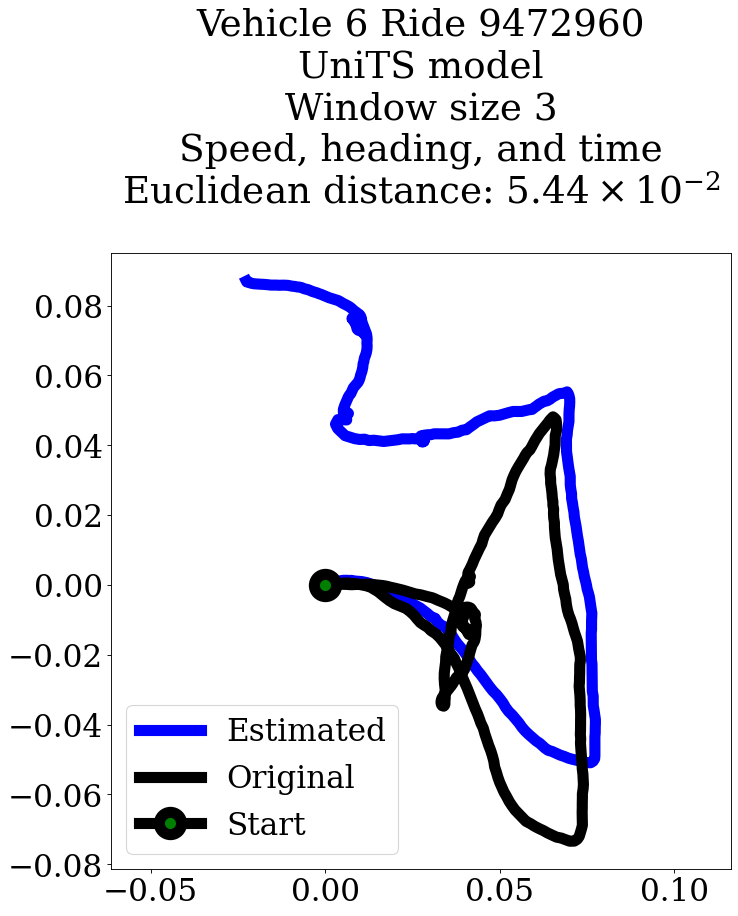 Vehicle 6 Ride 9472960
UniTS model
Window size 3
Speed, heading, and time
Euclidean distance: 5.44 × 10⁻²
0.08
0.06
0.04
0.02
0.00
−0.02
−0.04
−0.06
−0.08
Estimated
Original
Start
−0.05
0.00
0.05
0.10